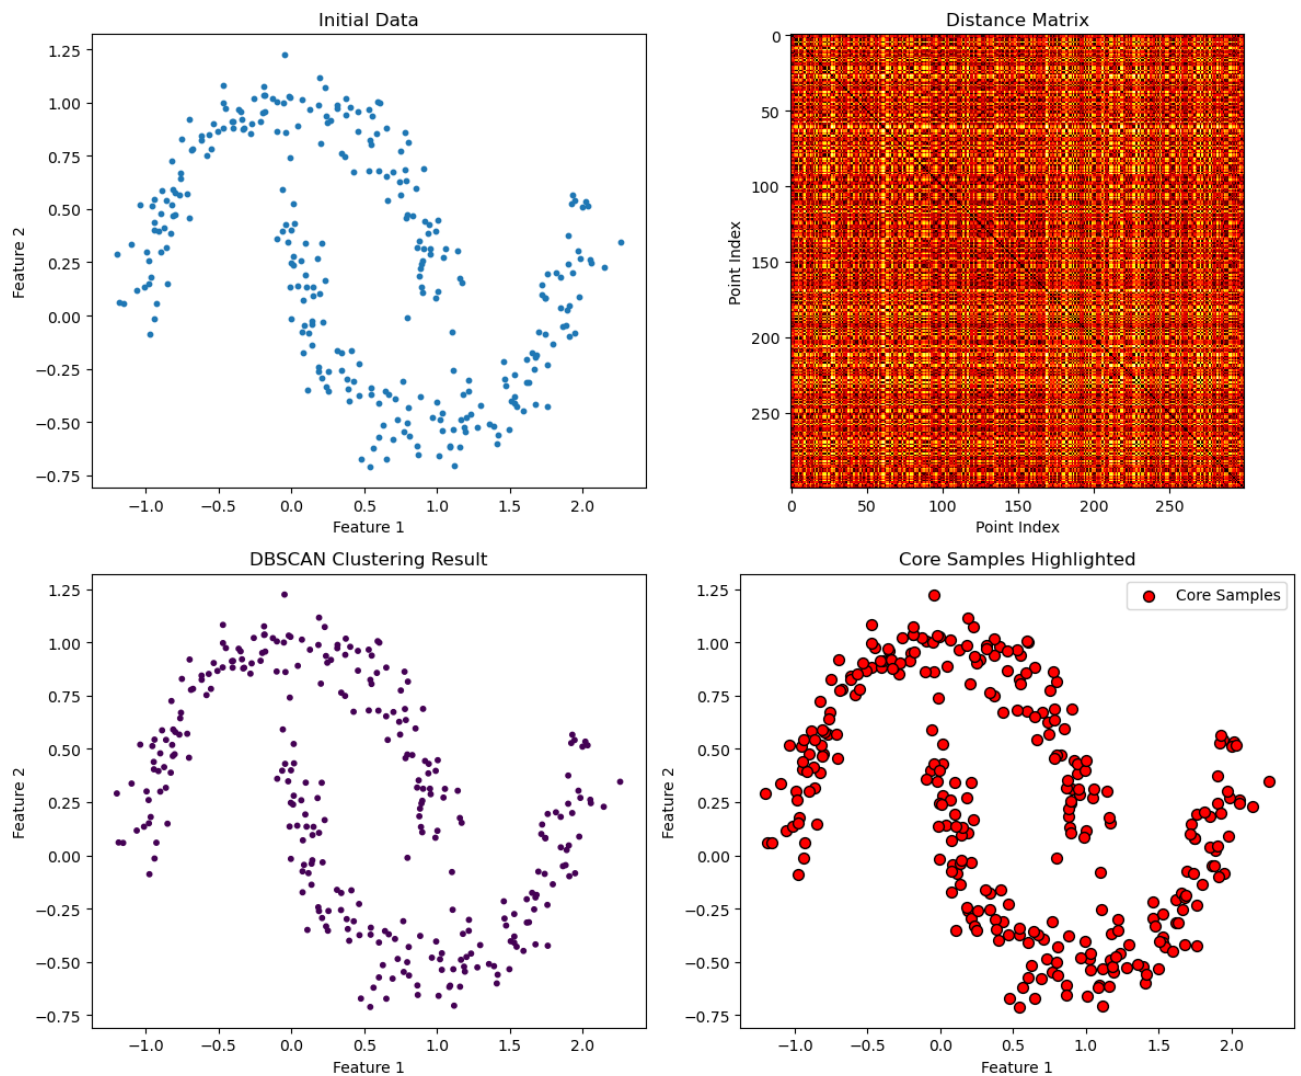 Initial Data
Feature 2
1.25
1.00
0.75
0.50
0.25
0.00
−0.25
−0.50
−0.75
−1.0 −0.5 0.0 0.5 1.0 1.5 2.0
Feature 1
Distance Matrix
Point Index
0
50
100
150
200
250
0 50 100 150 200 250
Point Index
DBSCAN Clustering Result
Feature 2
1.25
1.00
0.75
0.50
0.25
0.00
−0.25
−0.50
−0.75
−1.0 −0.5 0.0 0.5 1.0 1.5 2.0
Feature 1
Core Samples Highlighted
Core Samples
Feature 2
1.25
1.00
0.75
0.50
0.25
0.00
−0.25
−0.50
−0.75
−1.0 −0.5 0.0 0.5 1.0 1.5 2.0
Feature 1